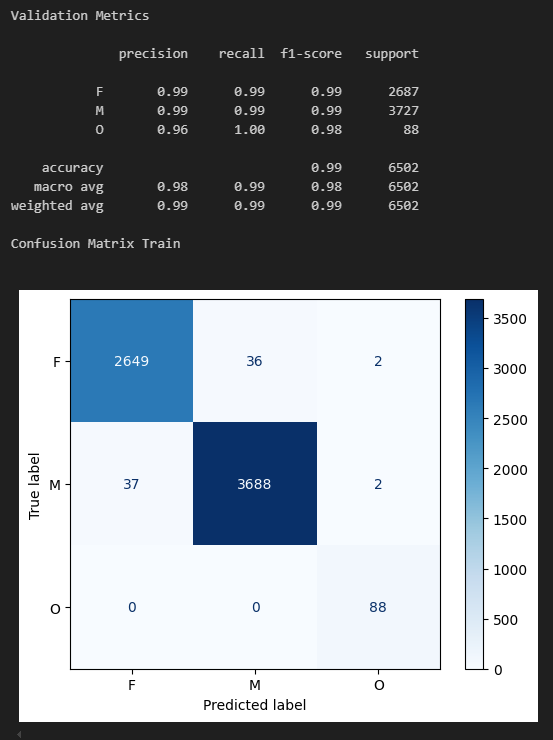 Validation Metrics
precision recall f1-score support
F 0.99 0.99 0.99 2687
M 0.99 0.99 0.99 3727
O 0.96 1.00 0.98 88
accuracy 0.99 6502
macro avg 0.98 0.99 0.98 6502
weighted avg 0.99 0.99 0.99 6502
Confusion Matrix Train
3500
F 2649 36 2
3000
2500
True label
M 37 3688 2
2000
1500
1000
O 0 0 88
500
0
F M O
Predicted label